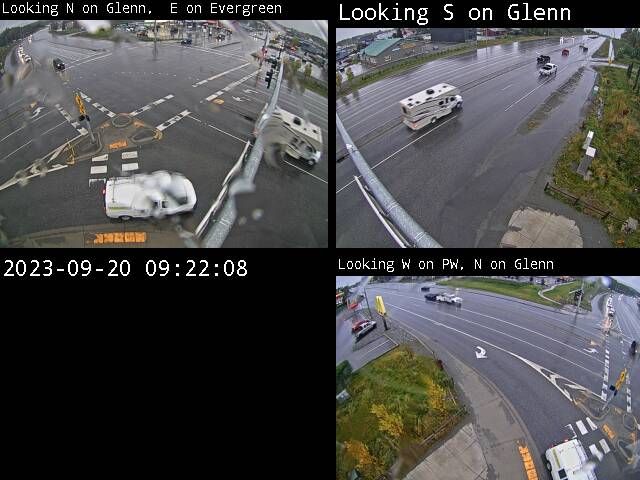 Looking N on Glenn, E on Evergreen
Looking S on Glenn
2023-09-20 09:22:08
Looking W on PW, N on Glenn